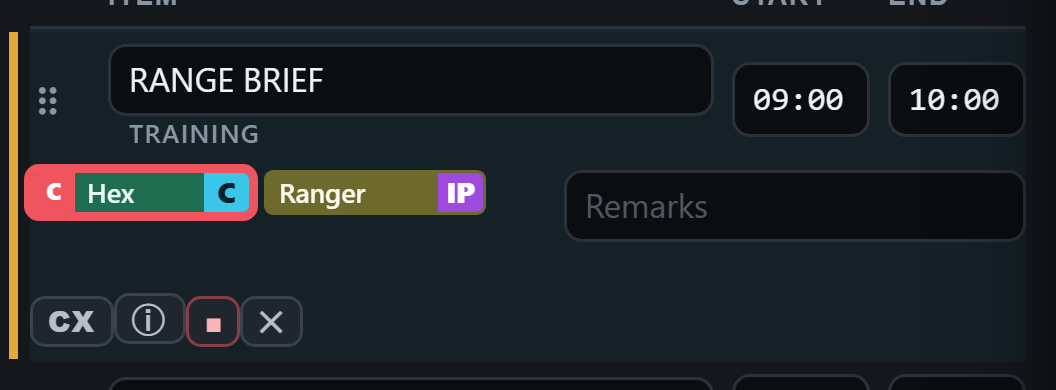 ITEM START END
RANGE BRIEF 09:00 10:00
TRAINING
C Hex C Ranger IP Remarks
CX i